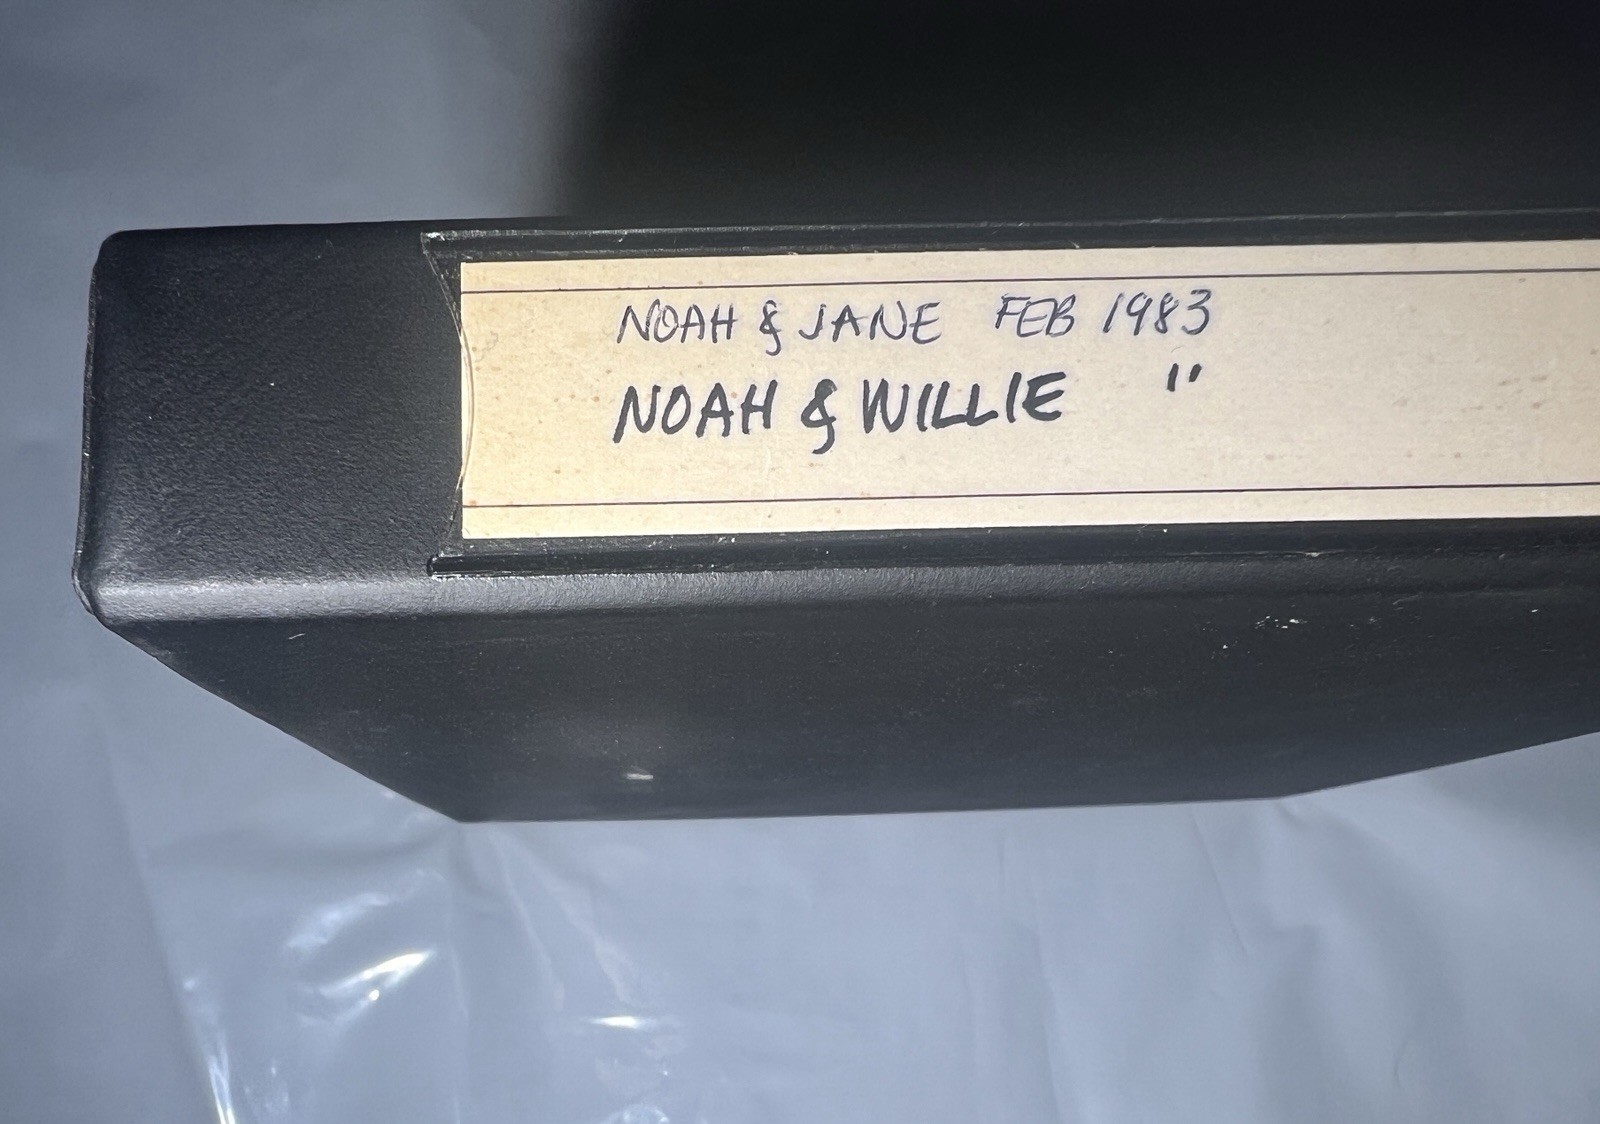 NOAH & JANE FEB 1983
NOAH & WILLIE "